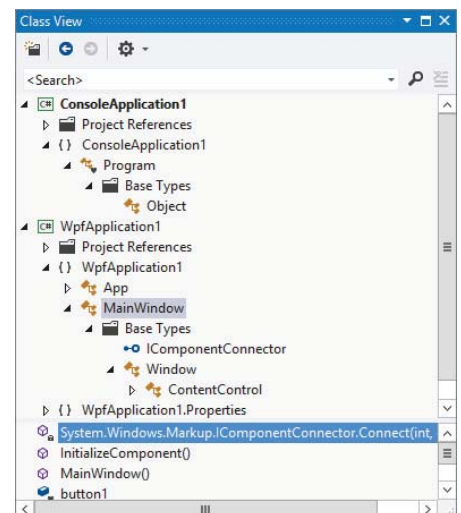 Class View
<Search>
C# ConsoleApplication1
Project References
{ } ConsoleApplication1
Program
Base Types
Object
C# WpfApplication1
Project References
{ } WpfApplication1
App
MainWindow
Base Types
IComponentConnector
Window
ContentControl
{ } WpfApplication1.Properties
System.Windows.Markup.IComponentConnector.Connect(int,
InitializeComponent()
MainWindow()
button1